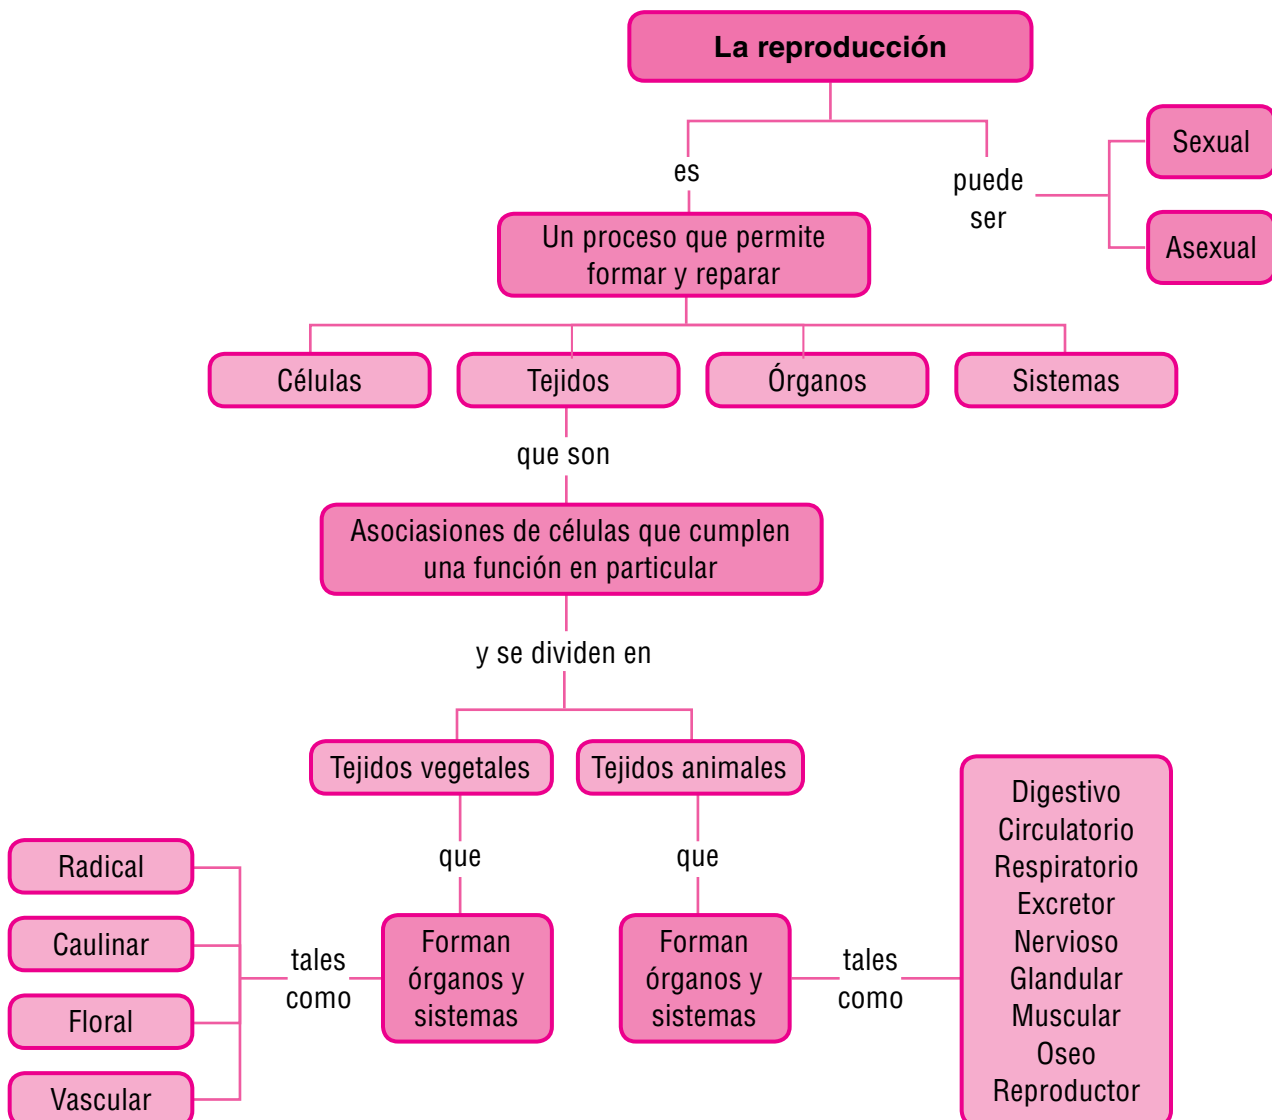 La reproducción
es
puede
ser
Sexual
Asexual
Un proceso que permite
formar y reparar
Células
Tejidos
Órganos
Sistemas
que son
Asociasiones de células que cumplen
una función en particular
y se dividen en
Tejidos vegetales
Tejidos animales
que
que
Forman
órganos y
sistemas
tales
como
Radical
Caulinar
Floral
Vascular
Forman
órganos y
sistemas
tales
como
Digestivo
Circulatorio
Respiratorio
Excretor
Nervioso
Glandular
Muscular
Oseo
Reproductor